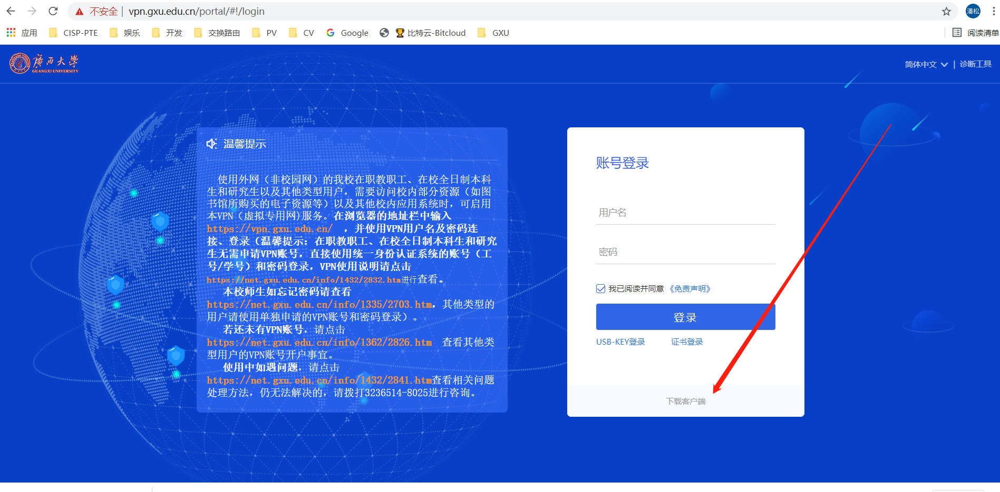 不安全 | vpn.gxu.edu.cn/portal/#!/login
潘松
应用 CISP-PTE 娱乐 开发 交换路由 PV CV Google 比特云-Bitcloud GXU 阅读清单
廣西大學
GUANGXI UNIVERSITY
简体中文 | 诊断工具
温馨提示
使用外网（非校园网）的我校在职教职工、在校全日制本科
生和研究生以及其他类型用户，需要访问校内部分资源（如图
书馆所购买的电子资源等）以及其他校内应用系统时，可启用
本VPN（虚拟专用网)服务。在浏览器的地址栏中输入
https://vpn.gxu.edu.cn/ ，并使用VPN用户名及密码连
接、登录（温馨提示：在职教职工、在校全日制本科生和研究
生无需申请VPN账号，直接使用统一身份认证系统的账号（工
号/学号）和密码登录，VPN使用说明请点击
https://net.gxu.edu.cn/info/1432/2832.htm进行查看。
本校师生如忘记密码请查看
https://net.gxu.edu.cn/info/1335/2703.htm，其他类型的
用户请使用单独申请的VPN账号和密码登录）。
若还未有VPN账号，请点击
https://net.gxu.edu.cn/info/1362/2826.htm 查看其他类
型用户的VPN账号开户事宜。
使用中如遇问题，请点击
https://net.gxu.edu.cn/info/1432/2841.htm查看相关问题
处理方法，仍无法解决的，请拨打3236514-8025进行咨询。
账号登录
用户名
密码
我已阅读并同意《免责声明》
登录
USB-KEY登录 证书登录
下载客户端